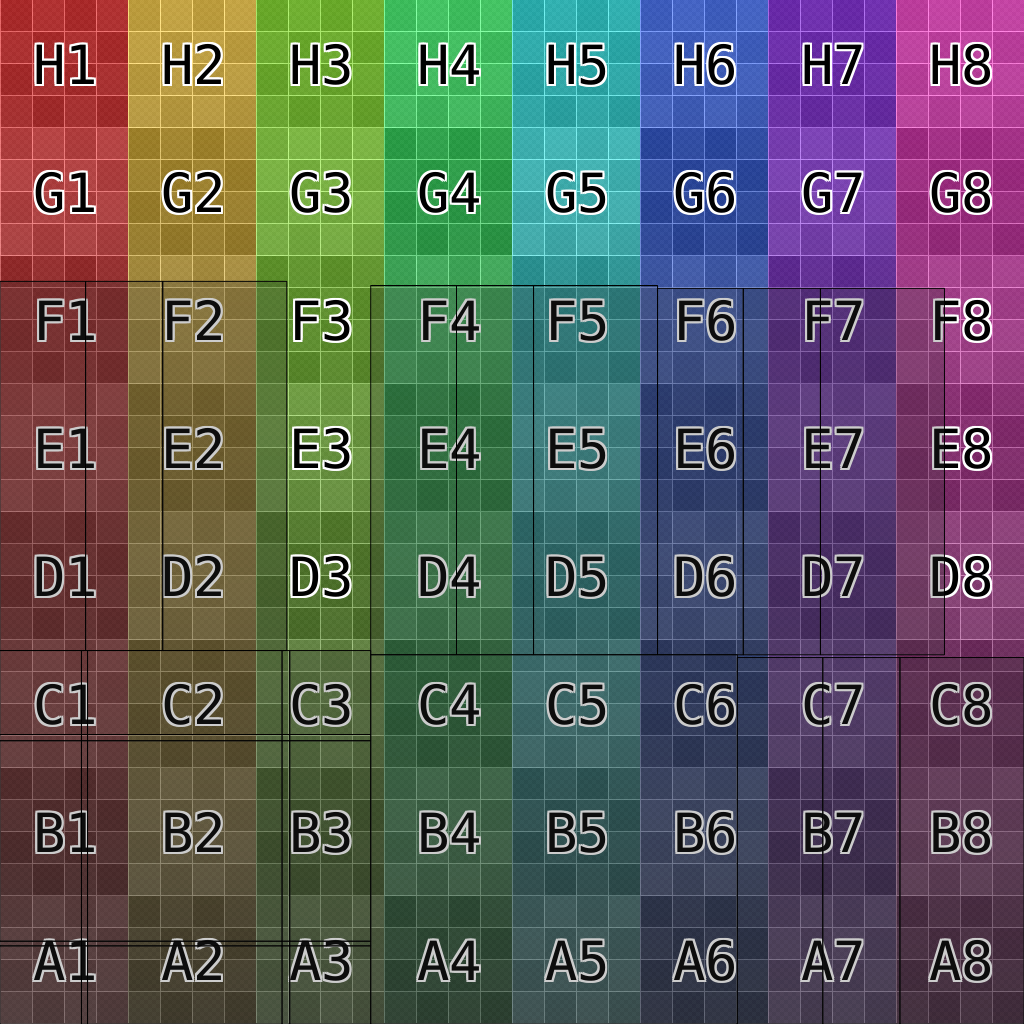 H1 H2 H3 H4 H5 H6 H7 H8
G1 G2 G3 G4 G5 G6 G7 G8
F1 F2 F3 F4 F5 F6 F7 F8
E1 E2 E3 E4 E5 E6 E7 E8
D1 D2 D3 D4 D5 D6 D7 D8
C1 C2 C3 C4 C5 C6 C7 C8
B1 B2 B3 B4 B5 B6 B7 B8
A1 A2 A3 A4 A5 A6 A7 A8